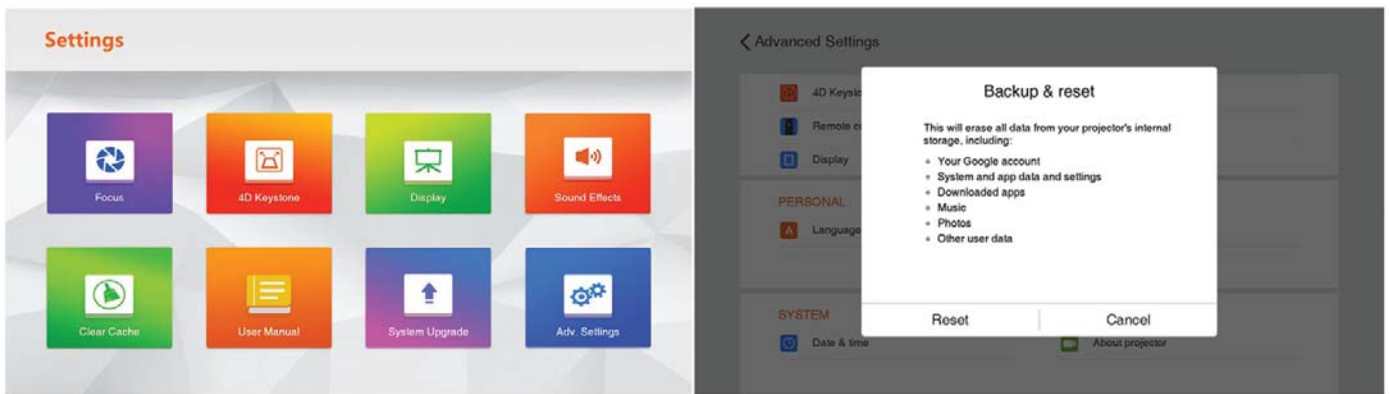 Settings
Focus
4D Keystone
Display
Sound Effects
Clear Cache
User Manual
System Upgrade
Adv. Settings
Advanced Settings
4D Keysto
Remote co
Display
PERSONAL
Language
SYSTEM
Date & time
About projector
Backup & reset
This will erase all data from your projector's internal
storage, including:
Your Google account
System and app data and settings
Downloaded apps
Music
Photos
Other user data
Reset
Cancel